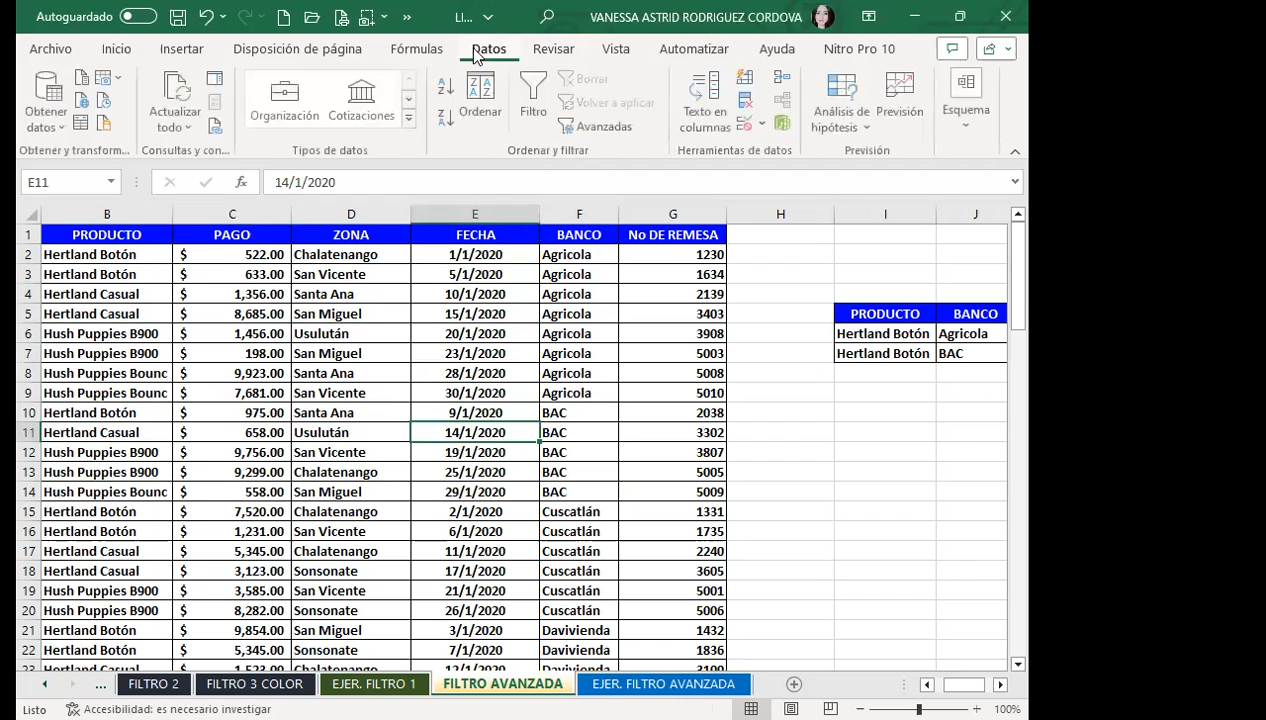 Autoguardado
LI...
VANESSA ASTRID RODRIGUEZ CORDOVA
Archivo Inicio Insertar Disposición de página Fórmulas Datos Revisar Vista Automatizar Ayuda Nitro Pro 10
Obtener datos
Actualizar todo
Organización Cotizaciones
Ordenar
Filtro
Borrar
Volver a aplicar
Avanzadas
Texto en columnas
Análisis de hipótesis
Previsión
Esquema
Obtener y transform... Consultas y con... Tipos de datos Ordenar y filtrar Herramientas de datos Previsión
E11 fx 14/1/2020
B C D E F G H I J
1 PRODUCTO PAGO ZONA FECHA BANCO No DE REMESA
2 Hertland Botón $ 522.00 Chalatenango 1/1/2020 Agricola 1230
3 Hertland Botón $ 633.00 San Vicente 5/1/2020 Agricola 1634
4 Hertland Casual $ 1,356.00 Santa Ana 10/1/2020 Agricola 2139
5 Hertland Casual $ 8,685.00 San Miguel 15/1/2020 Agricola 3403 PRODUCTO BANCO
6 Hush Puppies B900 $ 1,456.00 Usulután 20/1/2020 Agricola 3908 Hertland Botón Agricola
7 Hush Puppies B900 $ 198.00 San Miguel 23/1/2020 Agricola 5003 Hertland Botón BAC
8 Hush Puppies Bounc $ 9,923.00 Santa Ana 28/1/2020 Agricola 5008
9 Hush Puppies Bounc $ 7,681.00 San Vicente 30/1/2020 Agricola 5010
10 Hertland Botón $ 975.00 Santa Ana 9/1/2020 BAC 2038
11 Hertland Casual $ 658.00 Usulután 14/1/2020 BAC 3302
12 Hush Puppies B900 $ 9,756.00 San Vicente 19/1/2020 BAC 3807
13 Hush Puppies B900 $ 9,299.00 Chalatenango 25/1/2020 BAC 5005
14 Hush Puppies Bounc $ 558.00 San Miguel 29/1/2020 BAC 5009
15 Hertland Botón $ 7,520.00 Chalatenango 2/1/2020 Cuscatlán 1331
16 Hertland Botón $ 1,231.00 San Vicente 6/1/2020 Cuscatlán 1735
17 Hertland Casual $ 5,345.00 Chalatenango 11/1/2020 Cuscatlán 2240
18 Hertland Casual $ 3,123.00 Sonsonate 17/1/2020 Cuscatlán 3605
19 Hush Puppies B900 $ 3,585.00 San Vicente 21/1/2020 Cuscatlán 5001
20 Hush Puppies B900 $ 8,282.00 Sonsonate 26/1/2020 Cuscatlán 5006
21 Hertland Botón $ 9,854.00 San Miguel 3/1/2020 Davivienda 1432
22 Hertland Botón $ 5,345.00 Sonsonate 7/1/2020 Davivienda 1836
23 Hertland Casual $ 1,523.00 Chalatenango 12/1/2020 Davivienda 3100
... FILTRO 2 FILTRO 3 COLOR EJER. FILTRO 1 FILTRO AVANZADA EJER. FILTRO AVANZADA
Listo Accesibilidad: es necesario investigar 100%